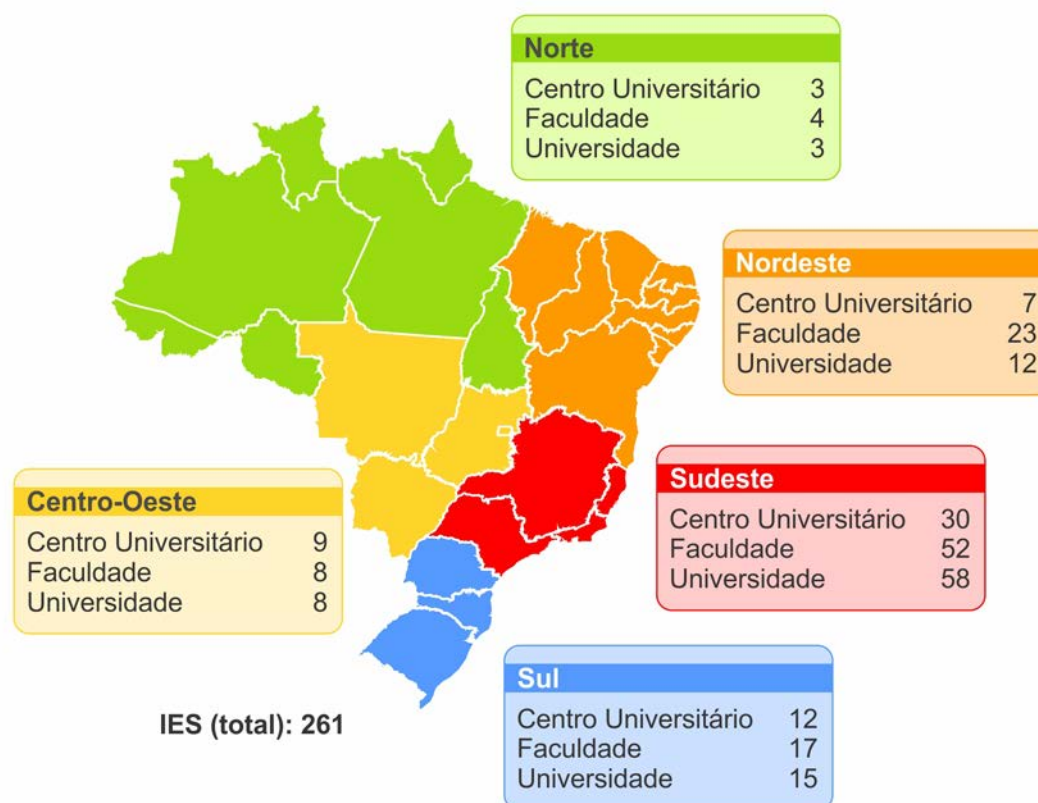 Norte
Centro Universitário 3
Faculdade 4
Universidade 3
Nordeste
Centro Universitário 7
Faculdade 23
Universidade 12
Centro-Oeste
Centro Universitário 9
Faculdade 8
Universidade 8
Sudeste
Centro Universitário 30
Faculdade 52
Universidade 58
Sul
Centro Universitário 12
Faculdade 17
Universidade 15
IES (total): 261